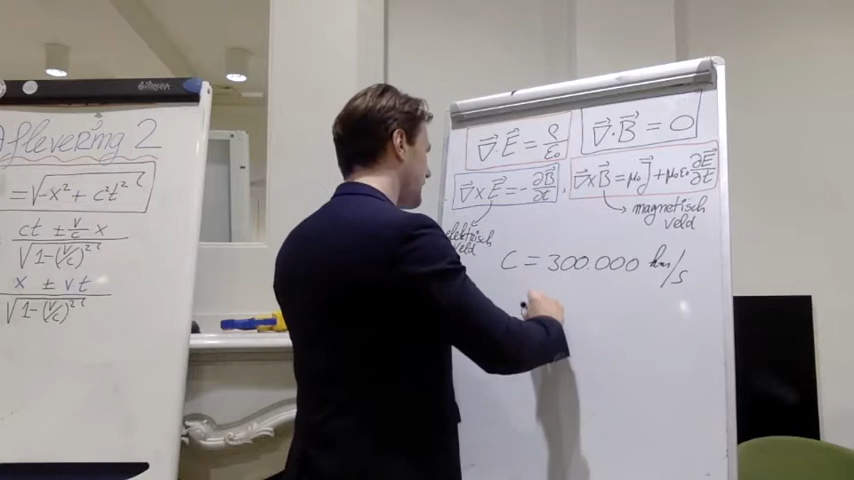 aflevering 2
= √-x² + c²t²
ct ± v/c x
√1-(v/c)²
x ± vt
√1-(v/c)²
∇⃗·E⃗ = ρ/ε₀
∇⃗·B⃗ = 0
∇⃗×E⃗ = -∂B⃗/∂t, ∇⃗×B⃗ = μ₀j⃗ + μ₀ε₀ ∂E⃗/∂t
elektrisch veld
magnetisch veld
c = 300.000 km/s